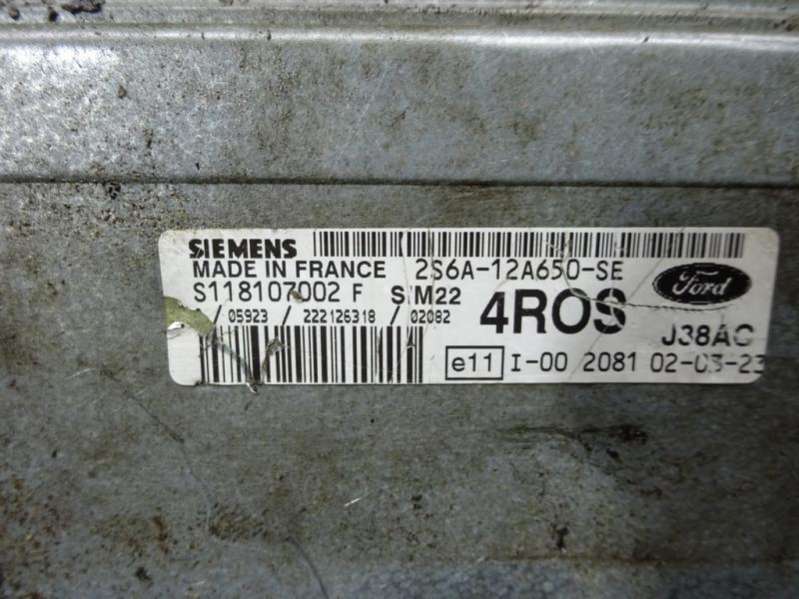 SIEMENS
MADE IN FRANCE 2S6A-12A650-SE
S118107002 F SIM22
/ 05923 / 222126318 / 02082
4ROS
Ford
J38AC
e11 I-00 2081 02-03-23